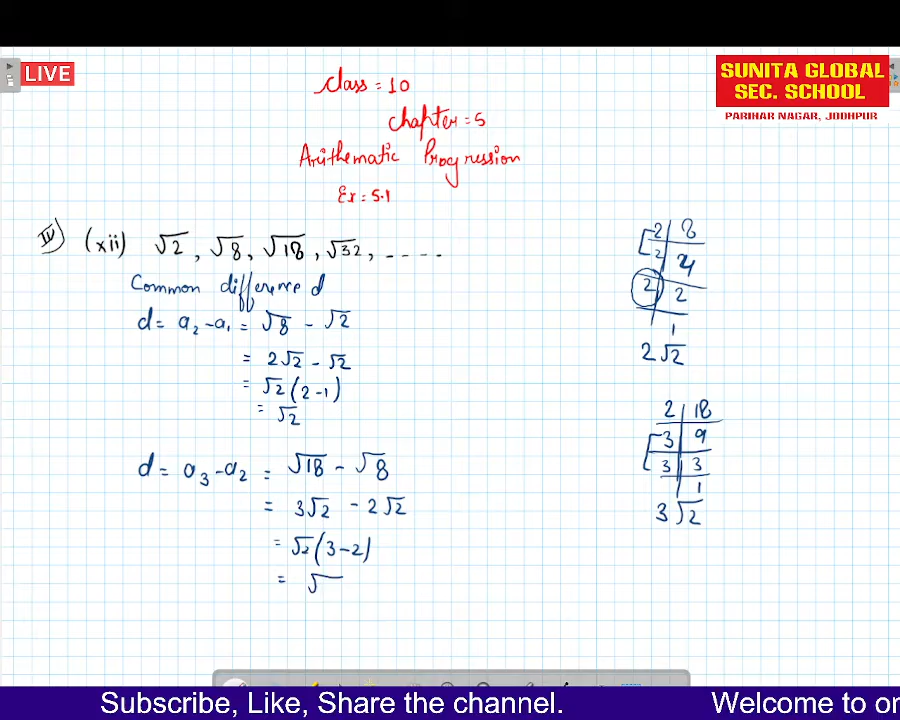 LIVE
SUNITA GLOBAL
SEC. SCHOOL
PARIHAR NAGAR, JODHPUR
Class = 10
Chapter = 5
Arithematic Progression
Ex = 5.1
IV) (xii) √2, √8, √18, √32, - - - -
Common difference d
d = a₂ - a₁ = √8 - √2
= 2√2 - √2
= √2 (2-1)
= √2
d = a₃ - a₂ = √18 - √8
= 3√2 - 2√2
= √2 (3-2)
= √
2 | 8
2 | 4
2 | 2
| 1
2√2
2 | 18
3 | 9
3 | 3
| 1
3√2
Subscribe, Like, Share the channel.
Welcome to or